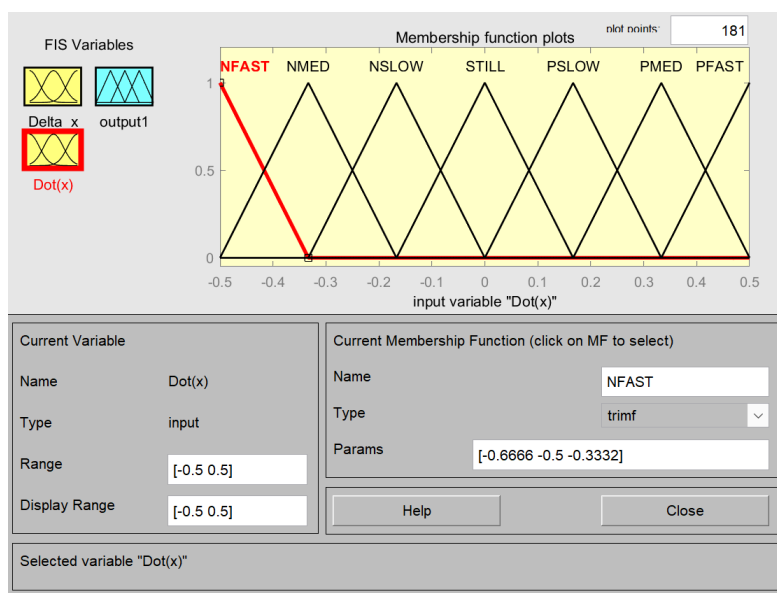 FIS Variables
Membership function plots
plot points:
181
Delta_x
output1
Dot(x)
NFAST
NMED
NSLOW
STILL
PSLOW
PMED
PFAST
1
0.5
0
-0.5
-0.4
-0.3
-0.2
-0.1
0
0.1
0.2
0.3
0.4
0.5
input variable "Dot(x)"
Current Variable
Name
Dot(x)
Type
input
Range
[-0.5 0.5]
Display Range
[-0.5 0.5]
Current Membership Function (click on MF to select)
Name
NFAST
Type
trimf
Params
[-0.6666 -0.5 -0.3332]
Help
Close
Selected variable "Dot(x)"